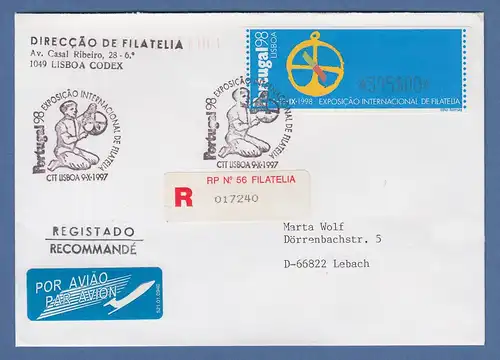 DIRECÇÃO DE FILATELIA
Av. Casal Ribeiro, 28 - 6.º
1049 LISBOA CODEX
Portugal 98 EXPOSIÇÃO INTERNACIONAL DE FILATELIA
CTT LISBOA 9-X-1997
Portugal 98 EXPOSIÇÃO INTERNACIONAL DE FILATELIA
CTT LISBOA 9-X-1997
Portugal 98
LISBOA
IX-1998 EXPOSIÇÃO INTERNACIONAL DE FILATELIA
R
RP Nº 56 FILATELIA
017240
REGISTADO
RECOMMANDÉ
Marta Wolf
Dörrenbachstr. 5
D-66822 Lebach
POR AVIÃO
PAR AVION